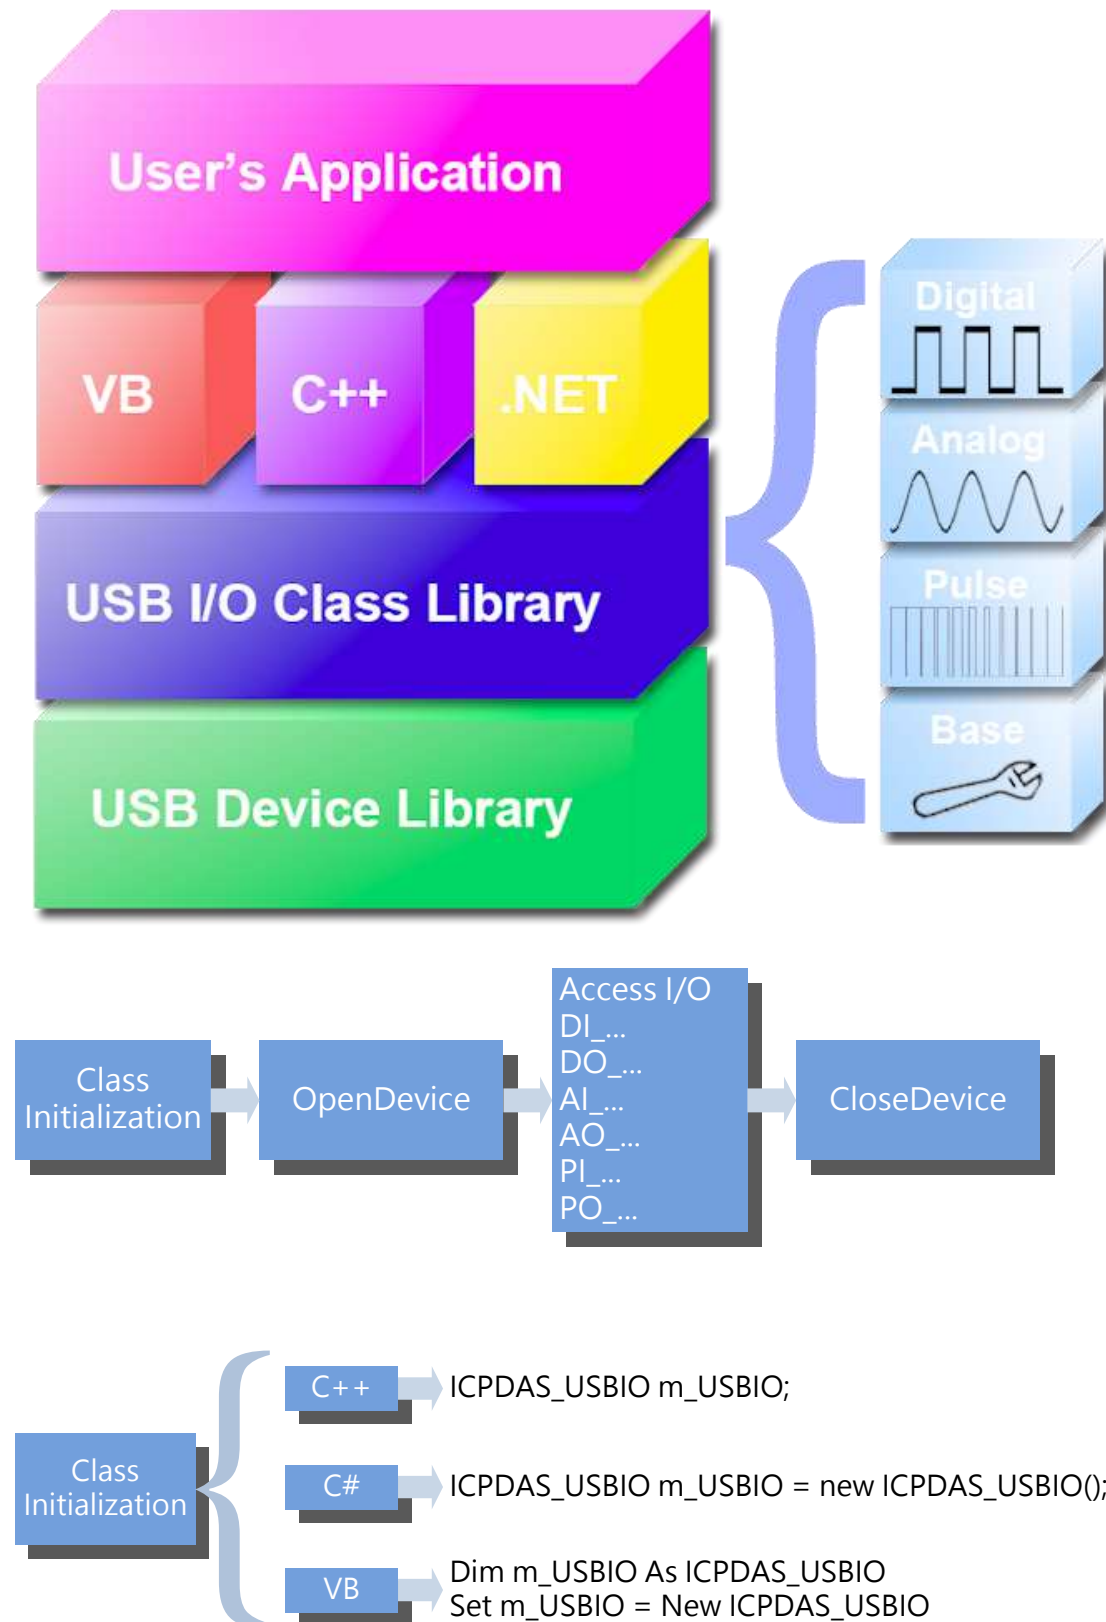 User's Application
VB
C++
.NET
USB I/O Class Library
USB Device Library
Digital
Analog
Pulse
Base
Class
Initialization
OpenDevice
Access I/O
DI_...
DO_...
AI_...
AO_...
PI_...
PO_...
CloseDevice
Class
Initialization
C++
ICPDAS_USBIO m_USBIO;
C#
ICPDAS_USBIO m_USBIO = new ICPDAS_USBIO();
VB
Dim m_USBIO As ICPDAS_USBIO
Set m_USBIO = New ICPDAS_USBIO